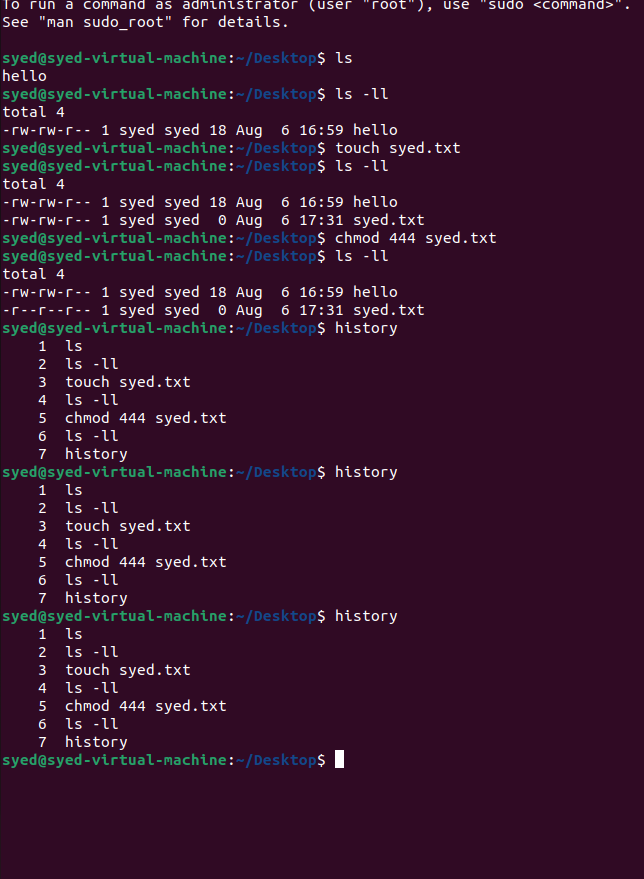 To run a command as administrator (user "root"), use "sudo <command>".
See "man sudo_root" for details.
syed@syed-virtual-machine:~/Desktop$ ls
hello
syed@syed-virtual-machine:~/Desktop$ ls -ll
total 4
-rw-rw-r-- 1 syed syed 18 Aug  6 16:59 hello
syed@syed-virtual-machine:~/Desktop$ touch syed.txt
syed@syed-virtual-machine:~/Desktop$ ls -ll
total 4
-rw-rw-r-- 1 syed syed 18 Aug  6 16:59 hello
-rw-rw-r-- 1 syed syed  0 Aug  6 17:31 syed.txt
syed@syed-virtual-machine:~/Desktop$ chmod 444 syed.txt
syed@syed-virtual-machine:~/Desktop$ ls -ll
total 4
-rw-rw-r-- 1 syed syed 18 Aug  6 16:59 hello
-r--r--r-- 1 syed syed  0 Aug  6 17:31 syed.txt
syed@syed-virtual-machine:~/Desktop$ history
    1  ls
    2  ls -ll
    3  touch syed.txt
    4  ls -ll
    5  chmod 444 syed.txt
    6  ls -ll
    7  history
syed@syed-virtual-machine:~/Desktop$ history
    1  ls
    2  ls -ll
    3  touch syed.txt
    4  ls -ll
    5  chmod 444 syed.txt
    6  ls -ll
    7  history
syed@syed-virtual-machine:~/Desktop$ history
    1  ls
    2  ls -ll
    3  touch syed.txt
    4  ls -ll
    5  chmod 444 syed.txt
    6  ls -ll
    7  history
syed@syed-virtual-machine:~/Desktop$